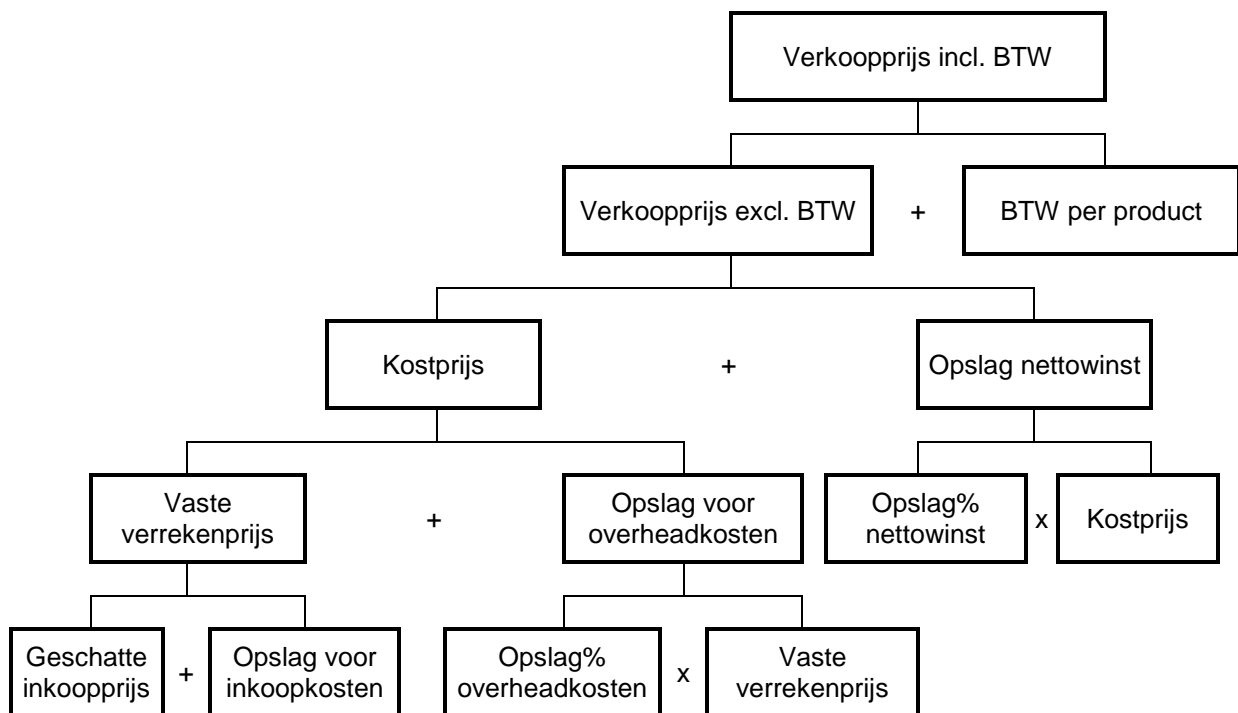 Verkoopprijs incl. BTW
Verkoopprijs excl. BTW
+
BTW per product
Kostprijs
+
Opslag nettowinst
Vaste
verrekenprijs
+
Opslag voor
overheadkosten
Opslag%
nettowinst
x
Kostprijs
Geschatte
inkoopprijs
+
Opslag voor
inkoopkosten
Opslag%
overheadkosten
x
Vaste
verrekenprijs